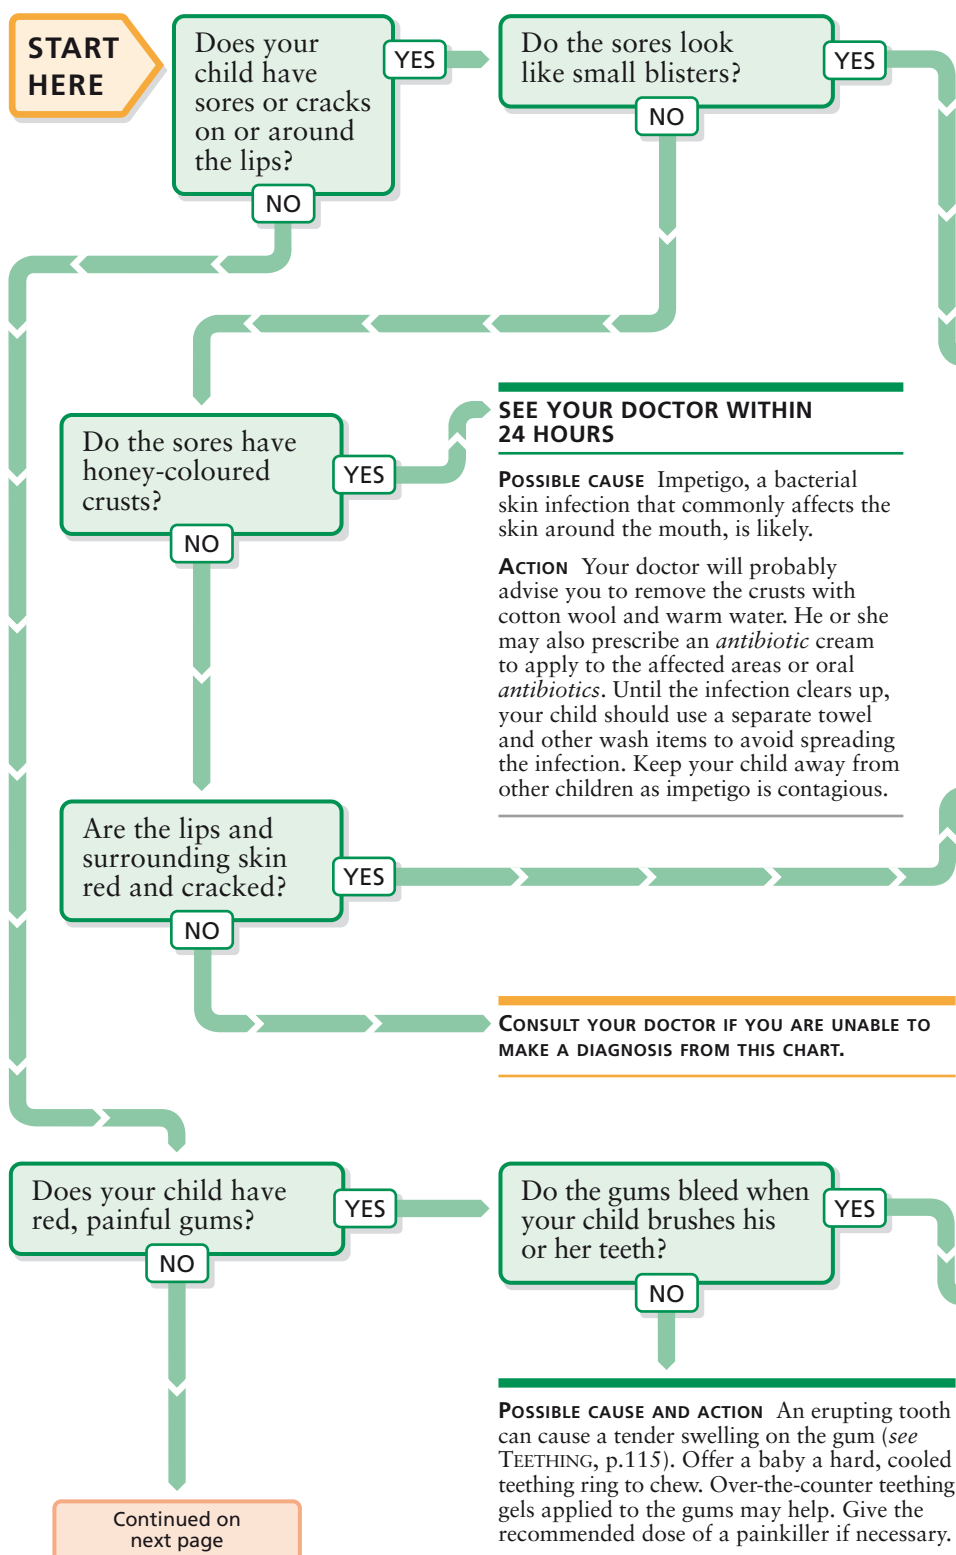 START
HERE
Does your
child have
sores or cracks
on or around
the lips?
YES
NO
Do the sores look
like small blisters?
YES
NO
Do the sores have
honey-coloured
crusts?
YES
NO
SEE YOUR DOCTOR WITHIN
24 HOURS
POSSIBLE CAUSE Impetigo, a bacterial
skin infection that commonly affects the
skin around the mouth, is likely.
ACTION Your doctor will probably
advise you to remove the crusts with
cotton wool and warm water. He or she
may also prescribe an antibiotic cream
to apply to the affected areas or oral
antibiotics. Until the infection clears up,
your child should use a separate towel
and other wash items to avoid spreading
the infection. Keep your child away from
other children as impetigo is contagious.
Are the lips and
surrounding skin
red and cracked?
YES
NO
CONSULT YOUR DOCTOR IF YOU ARE UNABLE TO
MAKE A DIAGNOSIS FROM THIS CHART.
Does your child have
red, painful gums?
YES
NO
Do the gums bleed when
your child brushes his
or her teeth?
YES
NO
POSSIBLE CAUSE AND ACTION An erupting tooth
can cause a tender swelling on the gum (see
TEETHING, p.115). Offer a baby a hard, cooled
teething ring to chew. Over-the-counter teething
gels applied to the gums may help. Give the
recommended dose of a painkiller if necessary.
Continued on
next page